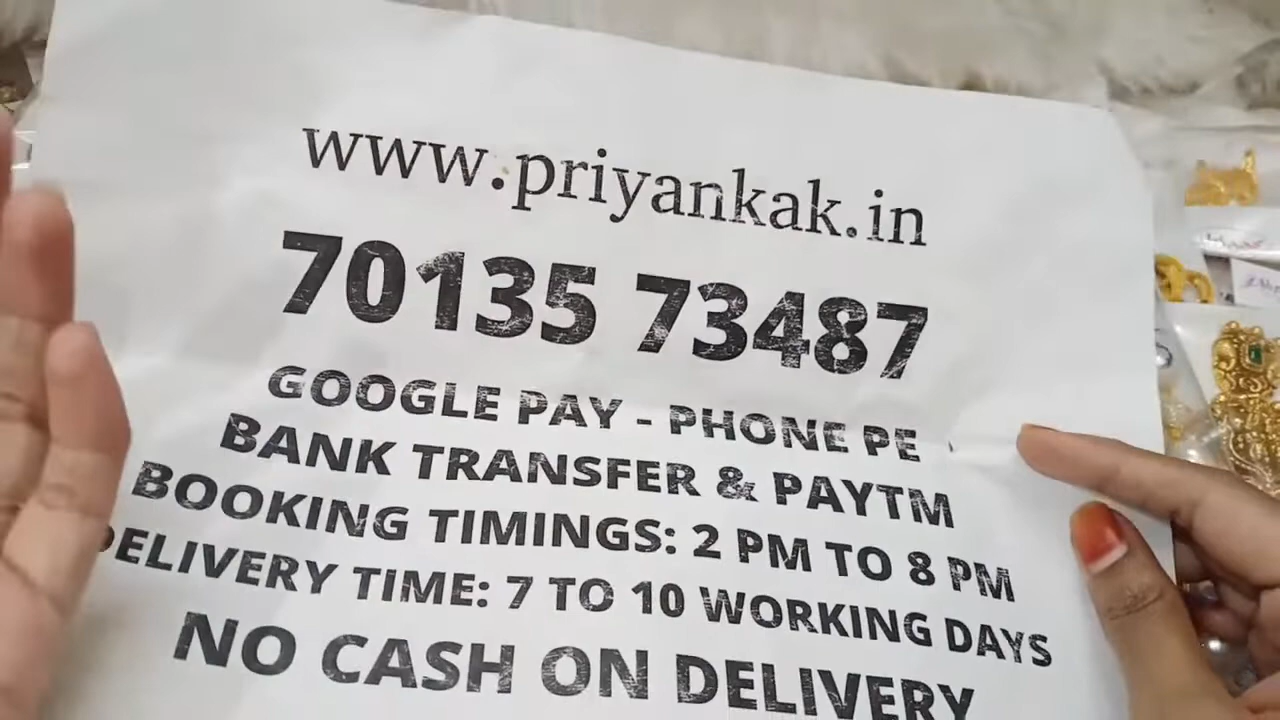 www.priyankak.in
70135 73487
GOOGLE PAY - PHONE PE
BANK TRANSFER & PAYTM
BOOKING TIMINGS: 2 PM TO 8 PM
DELIVERY TIME: 7 TO 10 WORKING DAYS
NO CASH ON DELIVERY